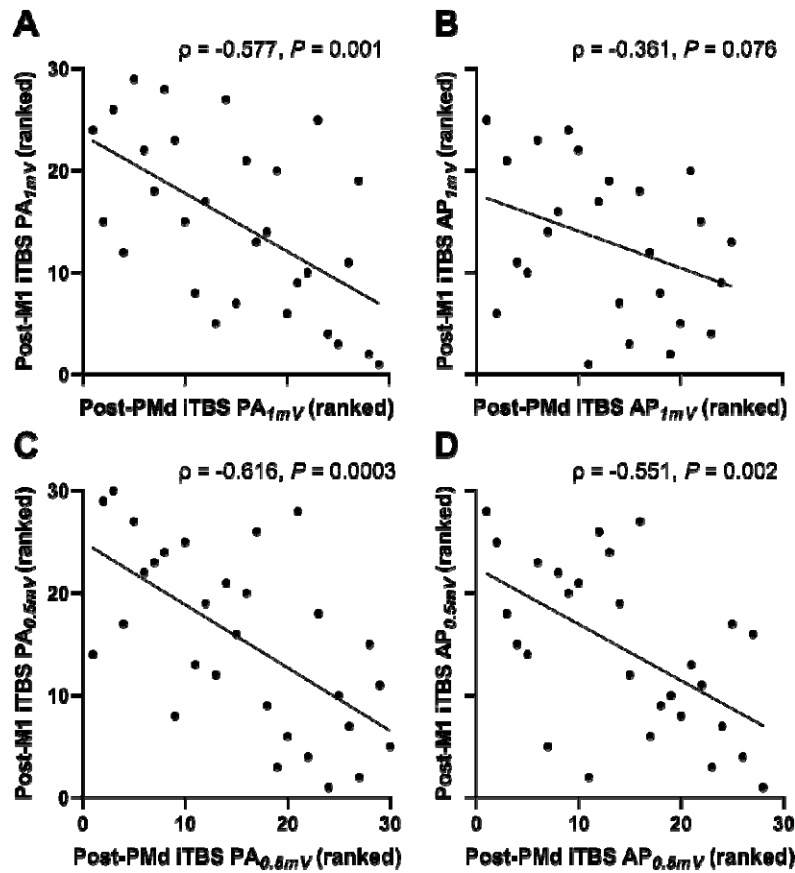 A
ρ = -0.577, P = 0.001
Post-M1 iTBS PA1mV (ranked)
30
20
10
0
Post-PMd iTBS PA1mV (ranked)
B
ρ = -0.361, P = 0.076
Post-M1 iTBS AP1mV (ranked)
Post-PMd iTBS AP1mV (ranked)
C
ρ = -0.616, P = 0.0003
Post-M1 iTBS PA0.5mV (ranked)
30
20
10
0
0 10 20 30
Post-PMd iTBS PA0.5mV (ranked)
D
ρ = -0.551, P = 0.002
Post-M1 iTBS AP0.5mV (ranked)
0 10 20 30
Post-PMd iTBS AP0.5mV (ranked)